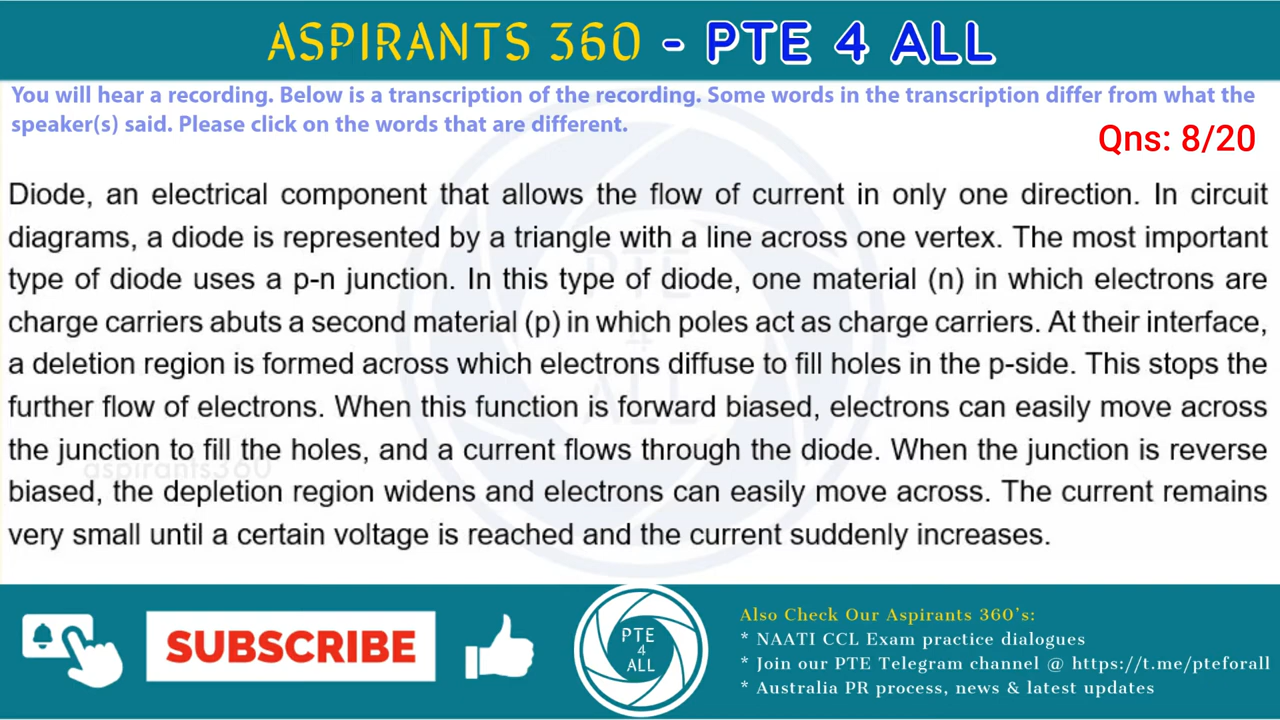 ASPIRANTS 360 - PTE 4 ALL
You will hear a recording. Below is a transcription of the recording. Some words in the transcription differ from what the
speaker(s) said. Please click on the words that are different.
Qns: 8/20
Diode, an electrical component that allows the flow of current in only one direction. In circuit
diagrams, a diode is represented by a triangle with a line across one vertex. The most important
type of diode uses a p-n junction. In this type of diode, one material (n) in which electrons are
charge carriers abuts a second material (p) in which poles act as charge carriers. At their interface,
a deletion region is formed across which electrons diffuse to fill holes in the p-side. This stops the
further flow of electrons. When this function is forward biased, electrons can easily move across
the junction to fill the holes, and a current flows through the diode. When the junction is reverse
biased, the depletion region widens and electrons can easily move across. The current remains
very small until a certain voltage is reached and the current suddenly increases.
PTE
4
ALL
aspirants360
SUBSCRIBE
PTE
4
ALL
Also Check Our Aspirants 360's:
* NAATI CCL Exam practice dialogues
* Join our PTE Telegram channel @ https://t.me/pteforall
* Australia PR process, news & latest updates